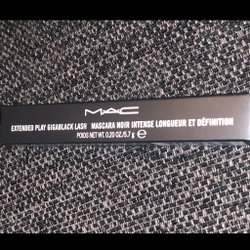 MAC
EXTENDED PLAY GIGABLACK LASH MASCARA NOIR INTENSE LONGUEUR ET DÉFINITION
POIDS NET WT. 0.20 OZ/5.7 g ℮